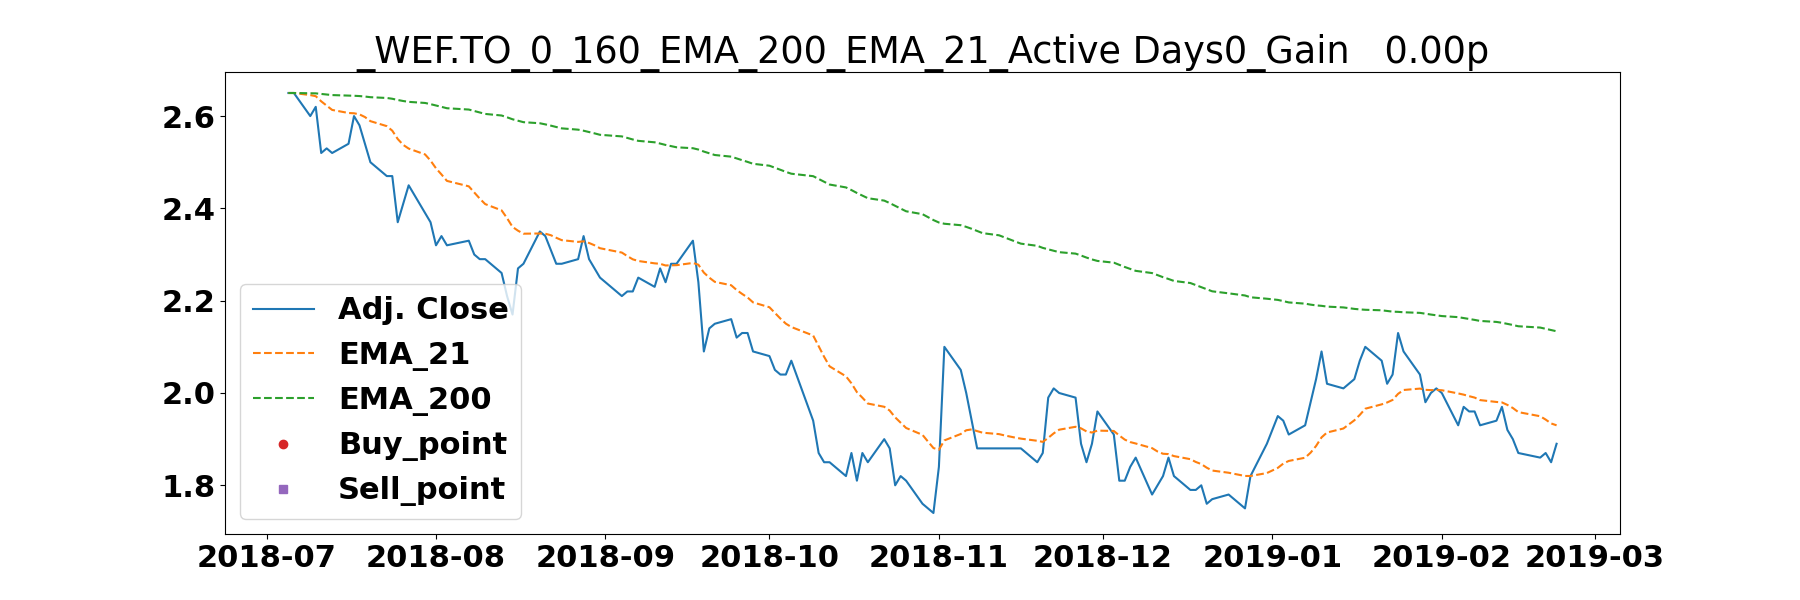 _WEF.TO_0_160_EMA_200_EMA_21_Active Days0_Gain   0.00p
2.6
2.4
2.2
2.0
1.8
Adj. Close
EMA_21
EMA_200
Buy_point
Sell_point
2018-07 2018-08 2018-09 2018-10 2018-11 2018-12 2019-01 2019-02 2019-03